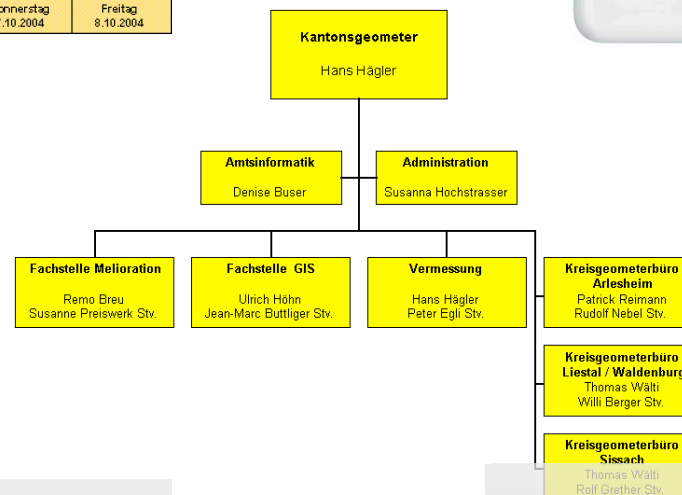 Freitag
.10.2004 8.10.2004
Kantonsgeometer
Hans Hägler
Amtsinformatik
Denise Buser
Administration
Susanna Hochstrasser
Fachstelle Melioration
Remo Breu
Susanne Preiswerk Stv.
Fachstelle GIS
Ulrich Höhn
Jean-Marc Buttliger Stv.
Vermessung
Hans Hägler
Peter Egli Stv.
Kreisgeometerbüro
Arlesheim
Patrick Reimann
Rudolf Nebel Stv.
Kreisgeometerbüro
Liestal / Waldenburg
Thomas Wälti
Willi Berger Stv.
Kreisgeometerbüro
Sissach
Thomas Wälti
Rolf Grether Stv.